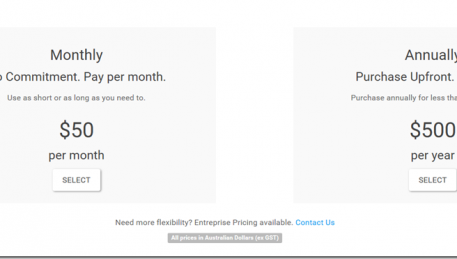 Monthly
Commitment. Pay per month.
Use as short or as long as you need to.
$50
per month
SELECT
Annually
Purchase Upfront.
Purchase annually for less
$500
per year
SELECT
Need more flexibility? Entreprise Pricing available. Contact Us
All prices in Australian Dollars (ex GST)